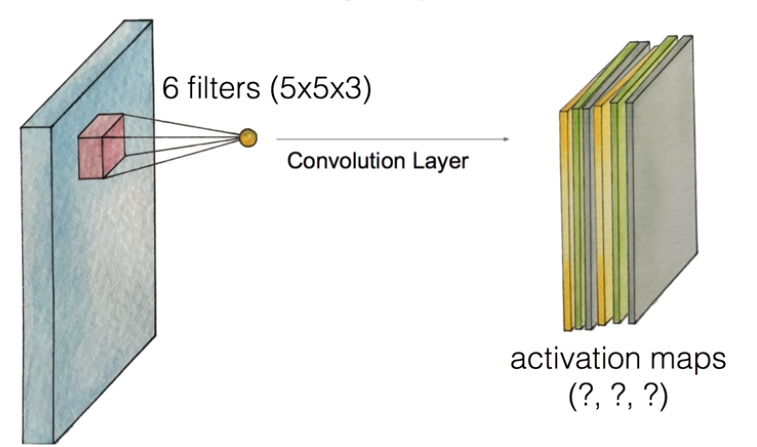 6 filters (5x5x3)
Convolution Layer
activation maps
(?, ?, ?)